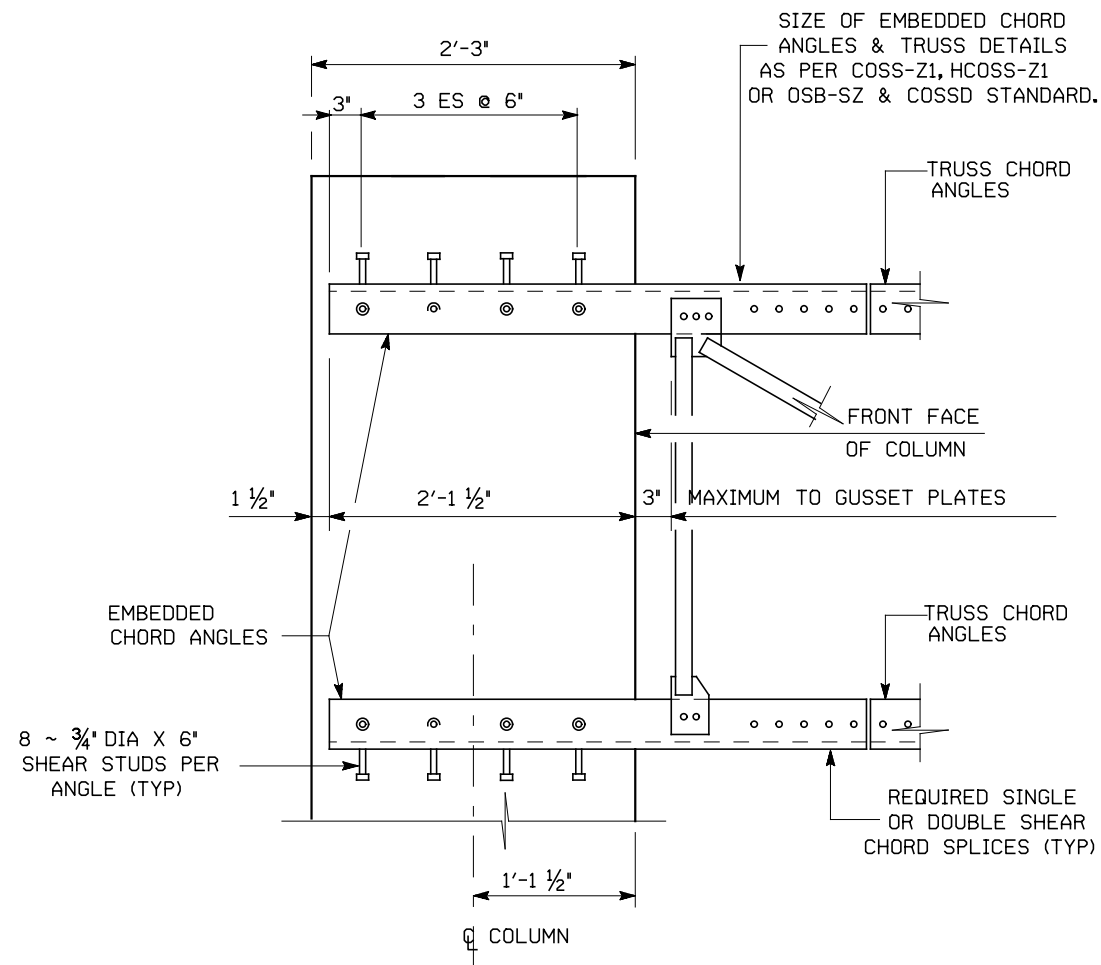 SIZE OF EMBEDDED CHORD
ANGLES & TRUSS DETAILS
AS PER COSS-Z1, HCOSS-Z1
OR OSB-SZ & COSSD STANDARD.
2'-3"
3"
3 ES @ 6"
TRUSS CHORD
ANGLES
FRONT FACE
OF COLUMN
1 ½"
2'-1 ½"
3"
MAXIMUM TO GUSSET PLATES
EMBEDDED
CHORD ANGLES
TRUSS CHORD
ANGLES
8 ~ ¾" DIA X 6"
SHEAR STUDS PER
ANGLE (TYP)
REQUIRED SINGLE
OR DOUBLE SHEAR
CHORD SPLICES (TYP)
1'-1 ½"
℄ COLUMN